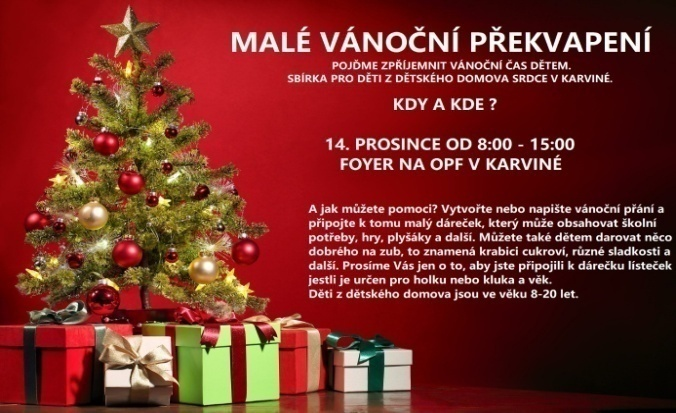 MALÉ VÁNOČNÍ PŘEKVAPENÍ
POJĎME ZPŘÍJEMNIT VÁNOČNÍ ČAS DĚTEM.
SBÍRKA PRO DĚTI Z DĚTSKÉHO DOMOVA SRDCE V KARVINÉ.
KDY A KDE ?
14. PROSINCE OD 8:00 - 15:00
FOYER NA OPF V KARVINÉ
A jak můžete pomoci? Vytvořte nebo napište vánoční přání a
připojte k tomu malý dáreček, který může obsahovat školní
potřeby, hry, plyšáky a další. Můžete také dětem darovat něco
dobrého na zub, to znamená krabici cukroví, různé sladkosti a
další. Prosíme Vás jen o to, aby jste připojili k dárečku lísteček
jestli je určen pro holku nebo kluka a věk.
Děti z dětského domova jsou ve věku 8-20 let.